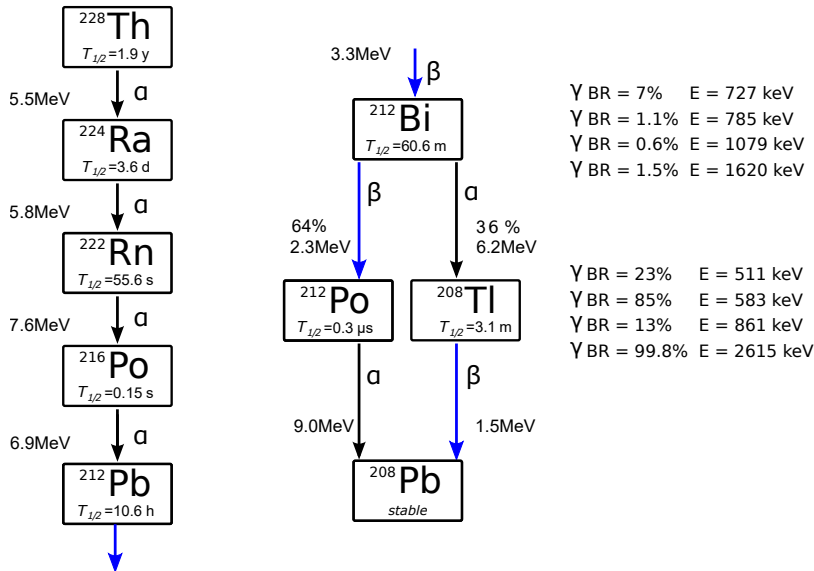 228Th
T1/2=1.9 y
5.5MeV
α
224Ra
T1/2=3.6 d
5.8MeV
α
222Rn
T1/2=55.6 s
7.6MeV
α
216Po
T1/2=0.15 s
6.9MeV
α
212Pb
T1/2=10.6 h
3.3MeV
β
212Bi
T1/2=60.6 m
β
α
64%
2.3MeV
36 %
6.2MeV
212Po
T1/2=0.3 µs
208Tl
T1/2=3.1 m
α
β
9.0MeV
1.5MeV
208Pb
stable
γ BR = 7% E = 727 keV
γ BR = 1.1% E = 785 keV
γ BR = 0.6% E = 1079 keV
γ BR = 1.5% E = 1620 keV
γ BR = 23% E = 511 keV
γ BR = 85% E = 583 keV
γ BR = 13% E = 861 keV
γ BR = 99.8% E = 2615 keV